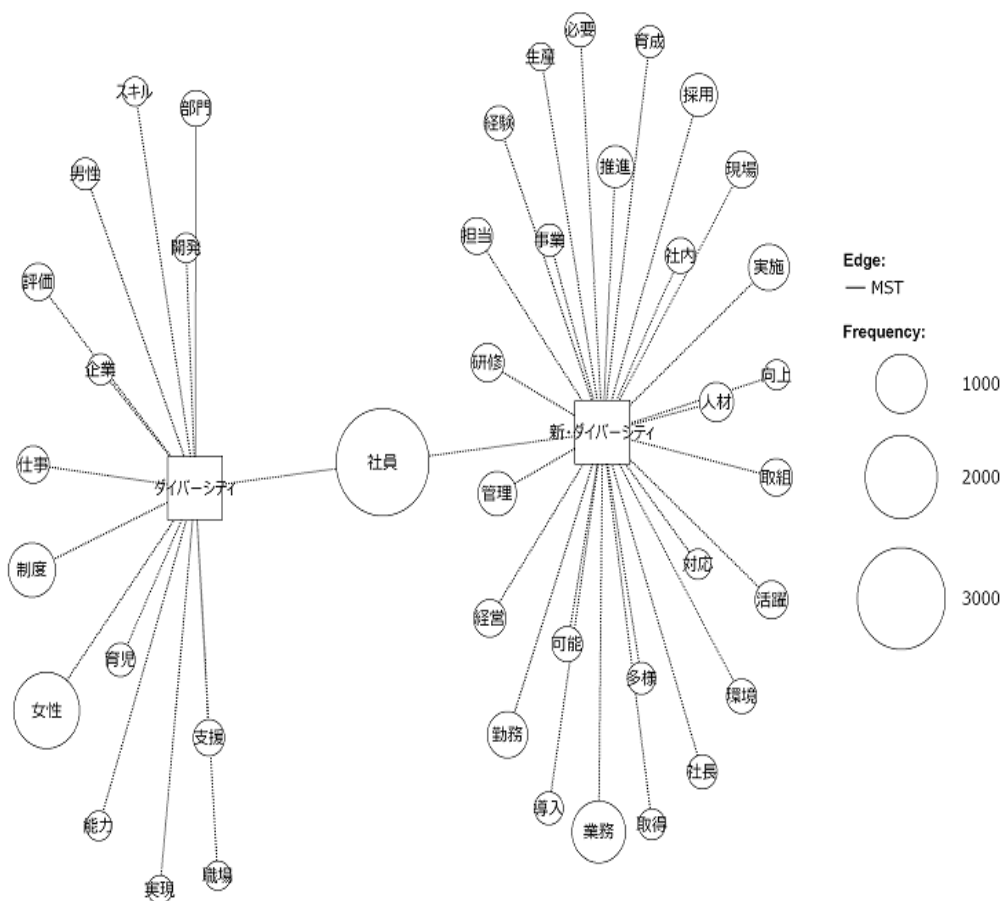 スキル
部門
男性
開発
評価
企業
仕事
ダイバーシティ
制度
育児
女性
支援
能力
実現
職場
社員
必要
育成
生産
採用
経験
推進
現場
担当
事業
社内
実施
研修
向上
人材
新・ダイバーシティ
取組
管理
対応
活躍
経営
可能
多様
環境
勤務
社長
導入
業務
取得
Edge:
MST
Frequency:
1000
2000
3000